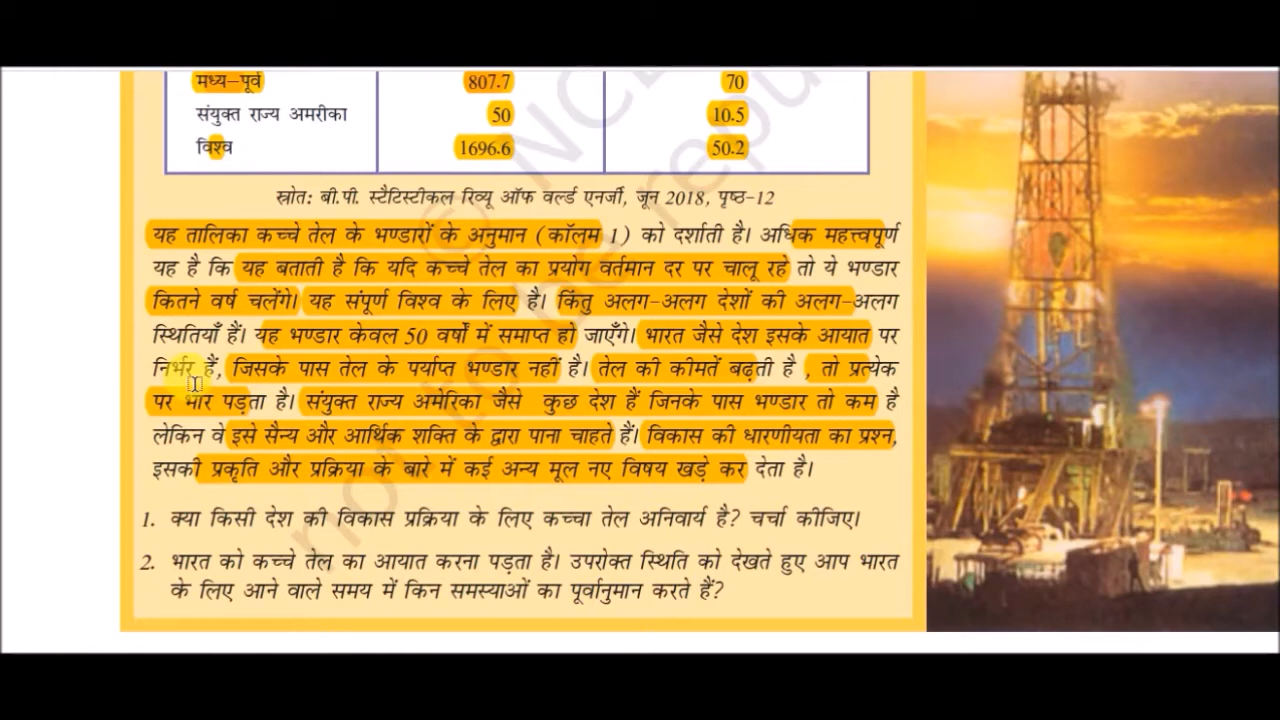 मध्य–पूर्व 807.7 70
संयुक्त राज्य अमरीका 50 10.5
विश्व 1696.6 50.2
स्रोत: बी.पी. स्टैटिस्टीकल रिव्यू ऑफ वर्ल्ड एनर्जी, जून 2018, पृष्ठ-12
यह तालिका कच्चे तेल के भण्डारों के अनुमान (कॉलम 1) को दर्शाती है। अधिक महत्त्वपूर्ण
यह है कि यह बताती है कि यदि कच्चे तेल का प्रयोग वर्तमान दर पर चालू रहे तो ये भण्डार
कितने वर्ष चलेंगे। यह संपूर्ण विश्व के लिए है। किंतु अलग-अलग देशों की अलग-अलग
स्थितियाँ हैं। यह भण्डार केवल 50 वर्षों में समाप्त हो जाएँगे। भारत जैसे देश इसके आयात पर
निर्भर हैं, जिसके पास तेल के पर्याप्त भण्डार नहीं है। तेल की कीमतें बढ़ती है , तो प्रत्येक
पर भार पड़ता है। संयुक्त राज्य अमेरिका जैसे कुछ देश हैं जिनके पास भण्डार तो कम है
लेकिन वे इसे सैन्य और आर्थिक शक्ति के द्वारा पाना चाहते हैं। विकास की धारणीयता का प्रश्न,
इसकी प्रकृति और प्रक्रिया के बारे में कई अन्य मूल नए विषय खड़े कर देता है।
1. क्या किसी देश की विकास प्रक्रिया के लिए कच्चा तेल अनिवार्य है? चर्चा कीजिए।
2. भारत को कच्चे तेल का आयात करना पड़ता है। उपरोक्त स्थिति को देखते हुए आप भारत
के लिए आने वाले समय में किन समस्याओं का पूर्वानुमान करते हैं?